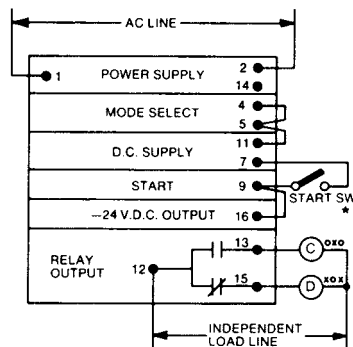 AC LINE
1 POWER SUPPLY 2
14
MODE SELECT 4
5
D.C. SUPPLY 11
7
START 9 START SW
*
—24 V.D.C. OUTPUT 16
RELAY OUTPUT 12 13 C OXO
15 D XOX
INDEPENDENT
LOAD LINE